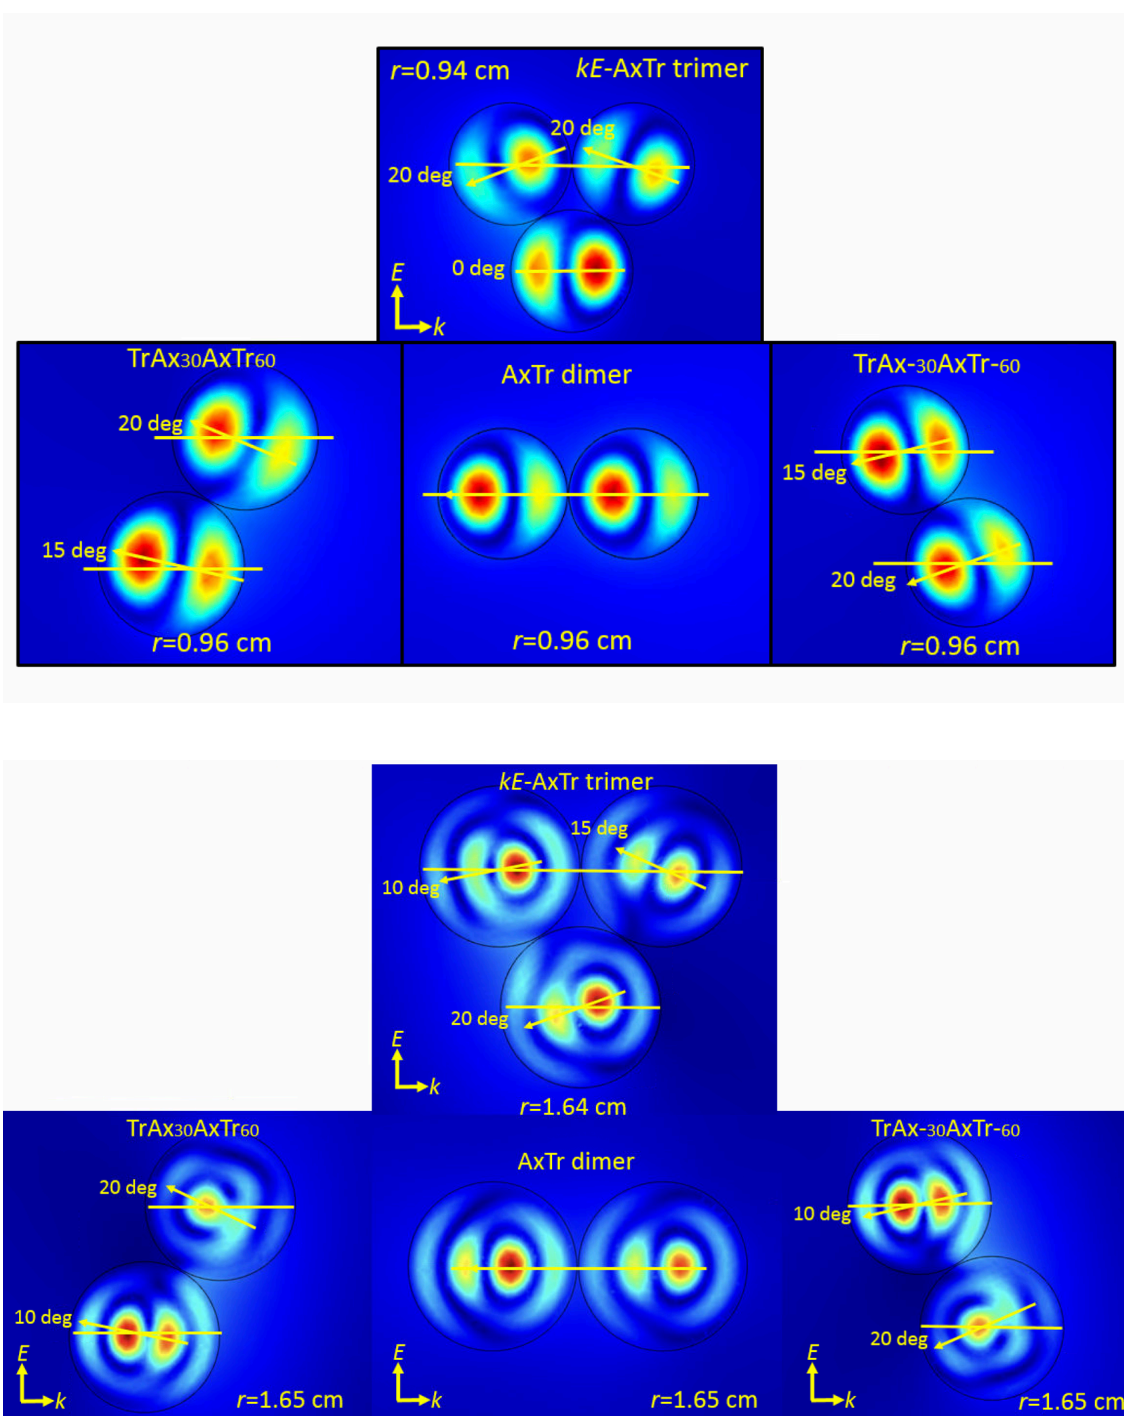 r=0.94 cm
kE-AxTr trimer
20 deg
20 deg
0 deg
E
k
TrAx30AxTr60
20 deg
15 deg
r=0.96 cm
AxTr dimer
r=0.96 cm
TrAx-30AxTr-60
15 deg
20 deg
r=0.96 cm
kE-AxTr trimer
15 deg
10 deg
20 deg
E
k
r=1.64 cm
TrAx30AxTr60
20 deg
10 deg
E
k
r=1.65 cm
AxTr dimer
E
k
r=1.65 cm
TrAx-30AxTr-60
10 deg
20 deg
E
k
r=1.65 cm